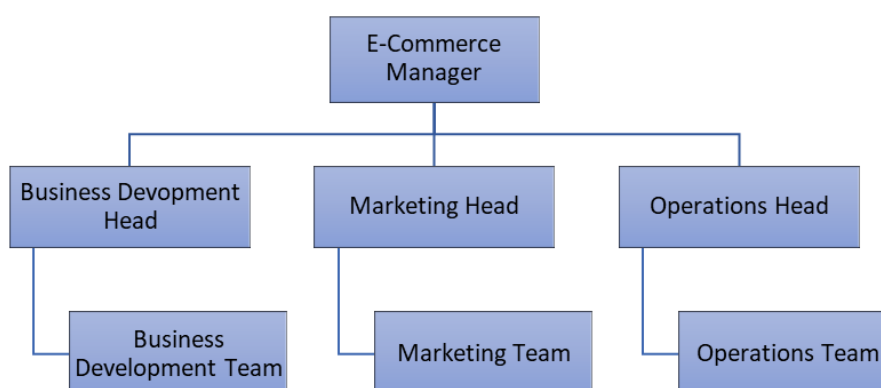 E-Commerce
Manager
Business Devopment
Head
Marketing Head
Operations Head
Business
Development Team
Marketing Team
Operations Team